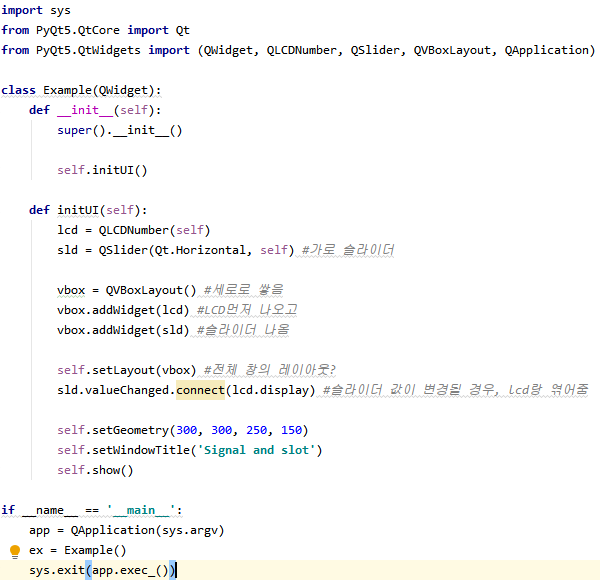 import sys
from PyQt5.QtCore import Qt
from PyQt5.QtWidgets import (QWidget, QLCDNumber, QSlider, QVBoxLayout, QApplication)
class Example(QWidget):
    def __init__(self):
        super().__init__()
        self.initUI()
    def initUI(self):
        lcd = QLCDNumber(self)
        sld = QSlider(Qt.Horizontal, self) #가로 슬라이더
        vbox = QVBoxLayout() #세로로 쌓음
        vbox.addWidget(lcd) #LCD먼저 나오고
        vbox.addWidget(sld) #슬라이더 나옴
        self.setLayout(vbox) #전체 창의 레이아웃?
        sld.valueChanged.connect(lcd.display) #슬라이더 값이 변경될 경우, lcd랑 엮어줌
        self.setGeometry(300, 300, 250, 150)
        self.setWindowTitle('Signal and slot')
        self.show()
if __name__ == '__main__':
    app = QApplication(sys.argv)
    ex = Example()
    sys.exit(app.exec_())